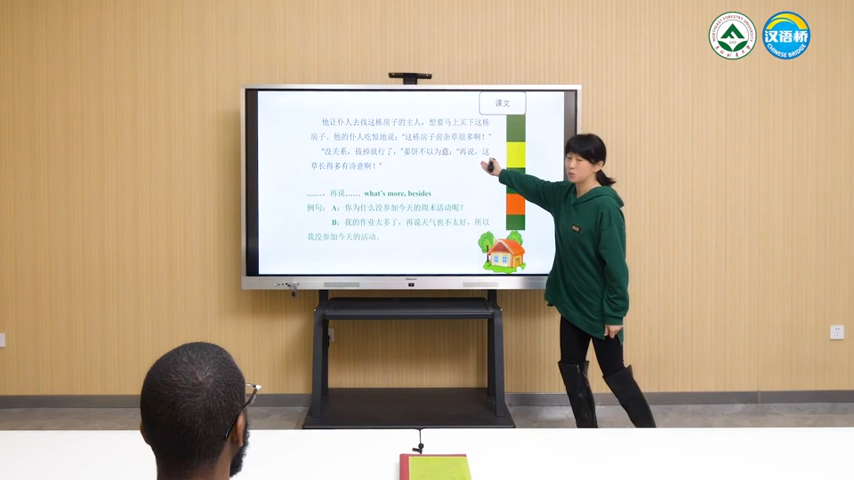 课文
他让仆人去找这栋房子的主人，想要马上买下这栋
房子。他的仆人吃惊地说：“这栋房子前杂草很多啊！”
“没关系，拔掉就行了，”姜饼不以为意：“再说，这
草长得多有诗意啊！”
……，再说…… what's more, besides
例句：A：你为什么没参加今天的周末活动呢？
B：我的作业太多了，再说天气也不太好，所以
我没参加今天的活动。
NORTHEAST FORESTRY UNIVERSITY
汉语桥
CHINESE BRIDGE